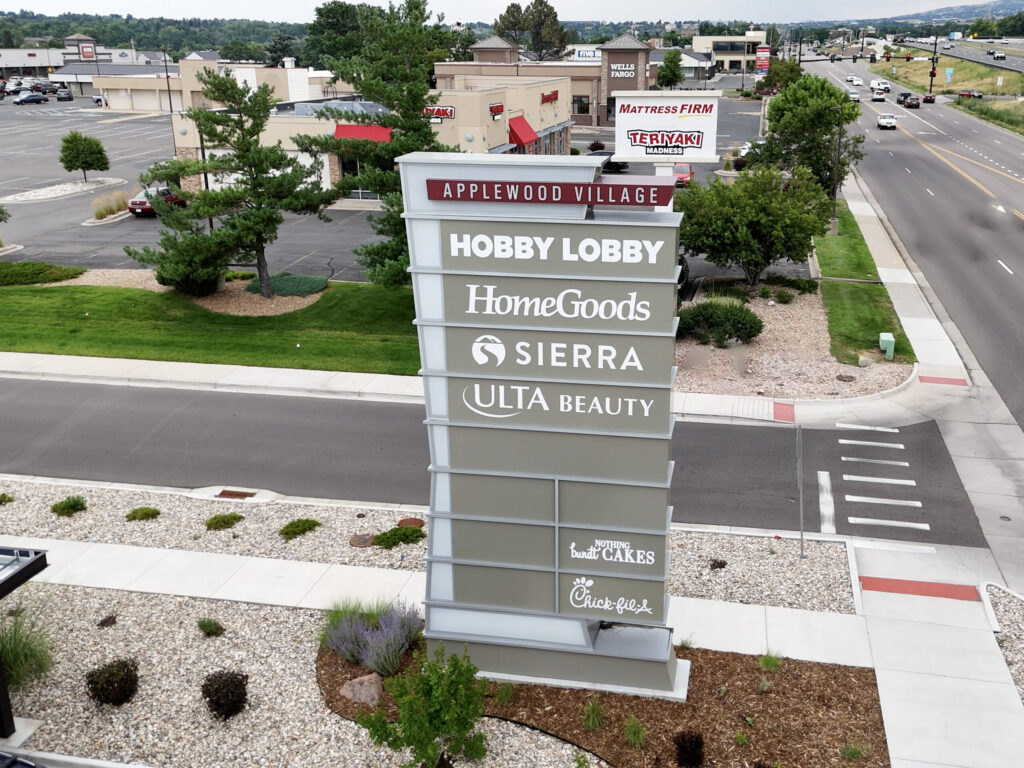 FIVE
WELLS
FARGO
MATTRESS FIRM
TERIYAKI
MADNESS
APPLEWOOD VILLAGE
HOBBY LOBBY
HomeGoods
SIERRA
ULTA BEAUTY
NOTHING
bundt CAKES
Chick-fil-A